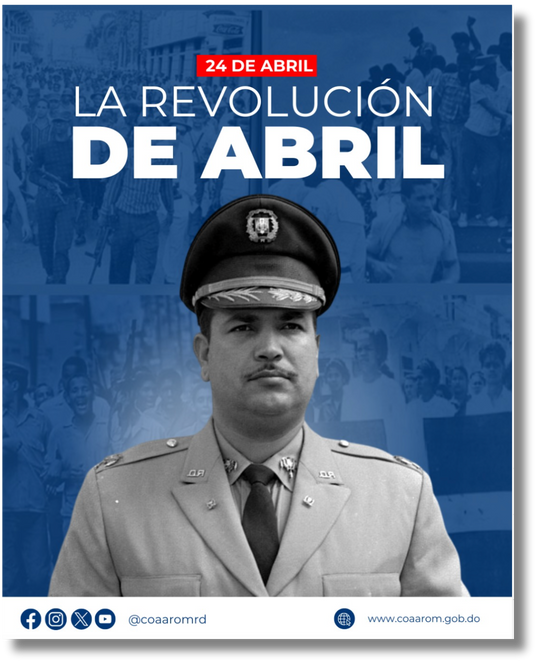 24 DE ABRIL
LA REVOLUCIÓN
DE ABRIL
@coaaromrd
www.coaarom.gob.do